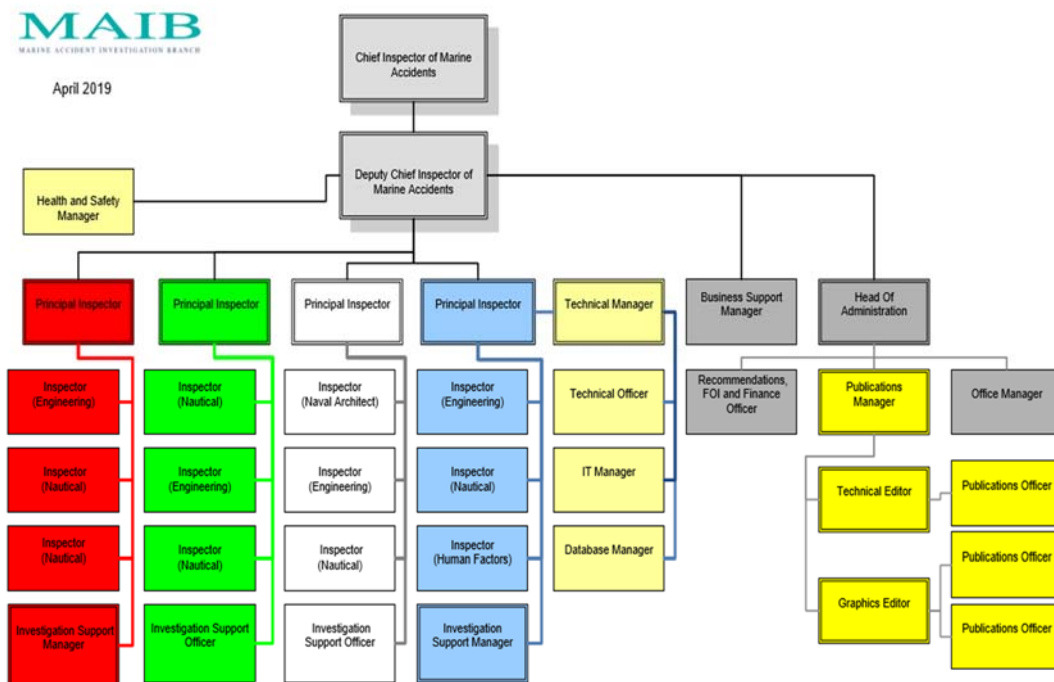 MAIB
MARINE ACCIDENT INVESTIGATION BRANCH
April 2019
Chief Inspector of Marine
Accidents
Deputy Chief Inspector of
Marine Accidents
Health and Safety
Manager
Principal Inspector
Principal Inspector
Principal Inspector
Principal Inspector
Technical Manager
Business Support
Manager
Head Of
Administration
Inspector
(Engineering)
Inspector
(Nautical)
Inspector
(Naval Architect)
Inspector
(Engineering)
Technical Officer
Recommendations,
FOI and Finance
Officer
Publications
Manager
Office Manager
Inspector
(Nautical)
Inspector
(Engineering)
Inspector
(Engineering)
Inspector
(Nautical)
IT Manager
Technical Editor
Publications Officer
Inspector
(Nautical)
Inspector
(Nautical)
Inspector
(Nautical)
Inspector
(Human Factors)
Database Manager
Publications Officer
Investigation Support
Manager
Investigation Support
Officer
Investigation
Support Officer
Investigation
Support Manager
Graphics Editor
Publications Officer